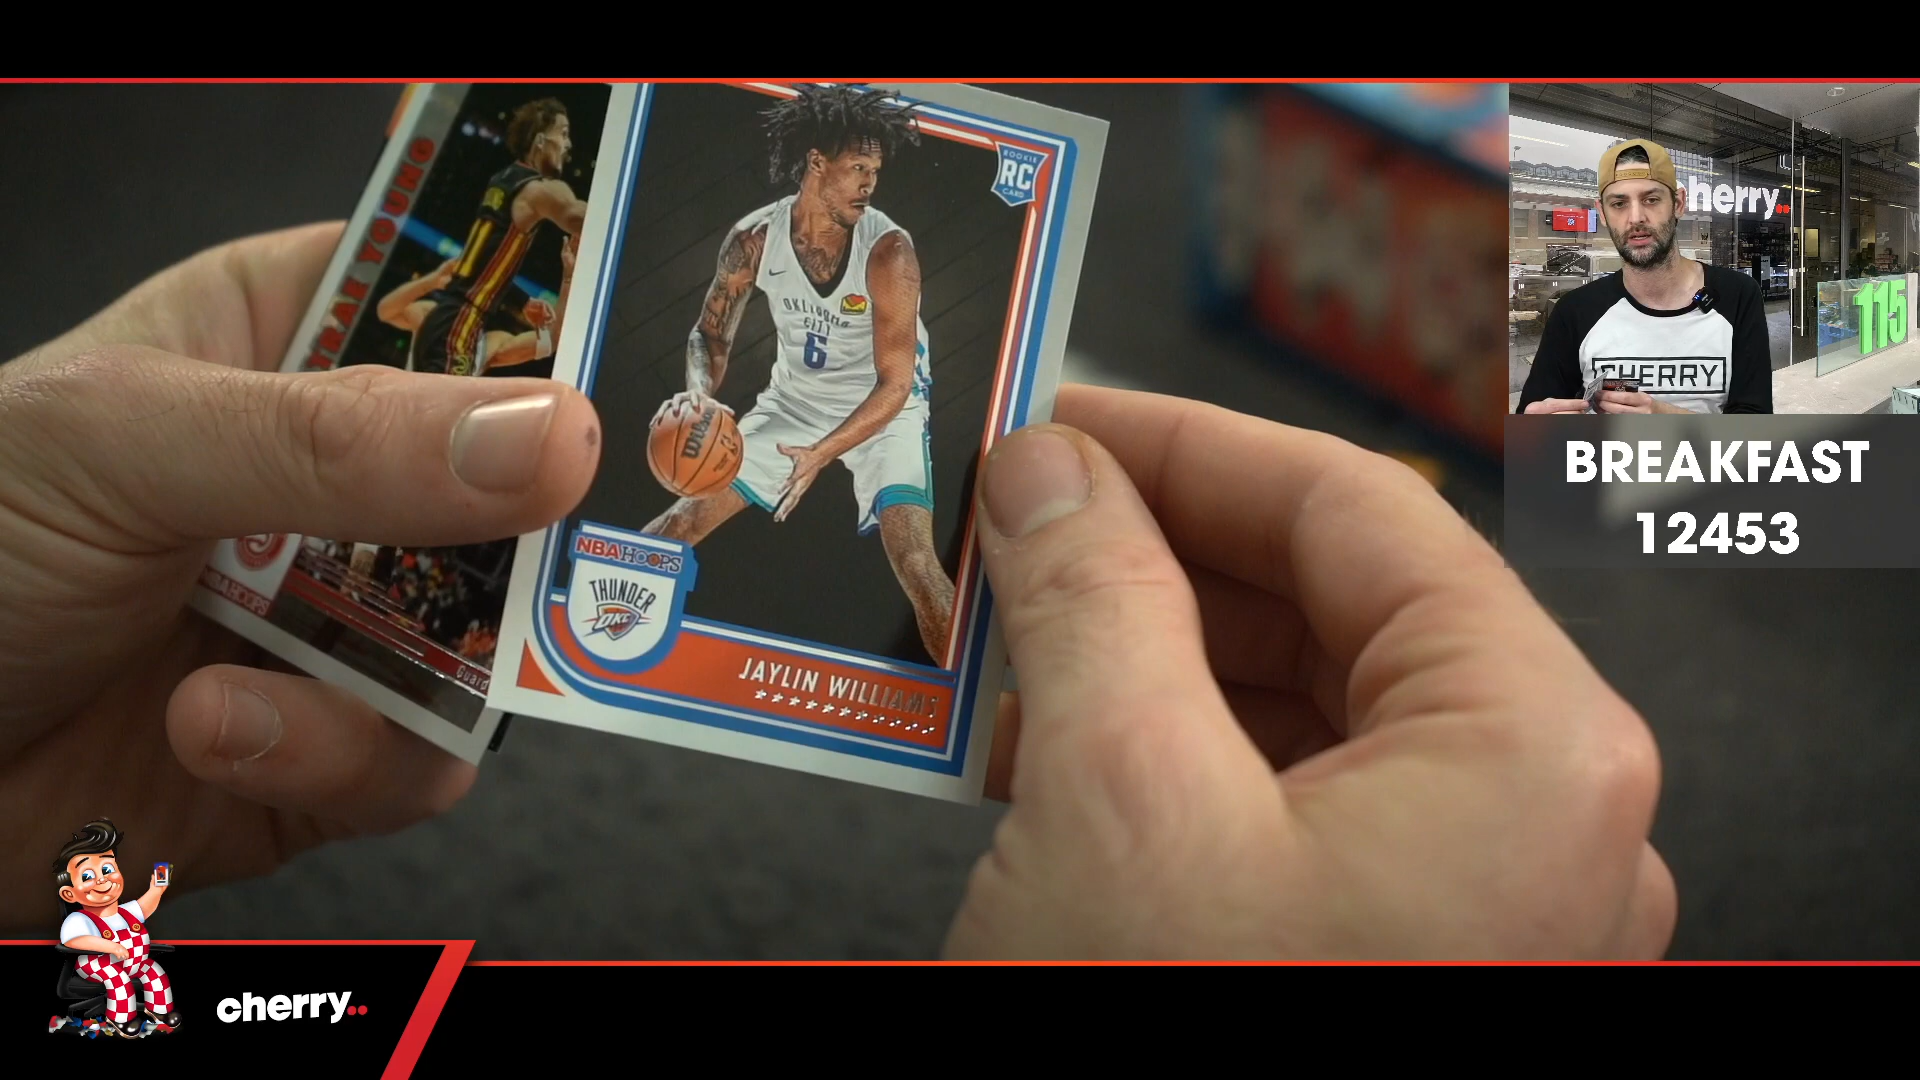 TRAE YOUNG
ROOKIE
RC
CARD
OKLAHOMA
CITY
6
Wilson
NBA HOOPS
THUNDER
OKC
JAYLIN WILLIAMS
NBA HOOPS
Guard
cherry..
115
CHERRY
BREAKFAST
12453
cherry..